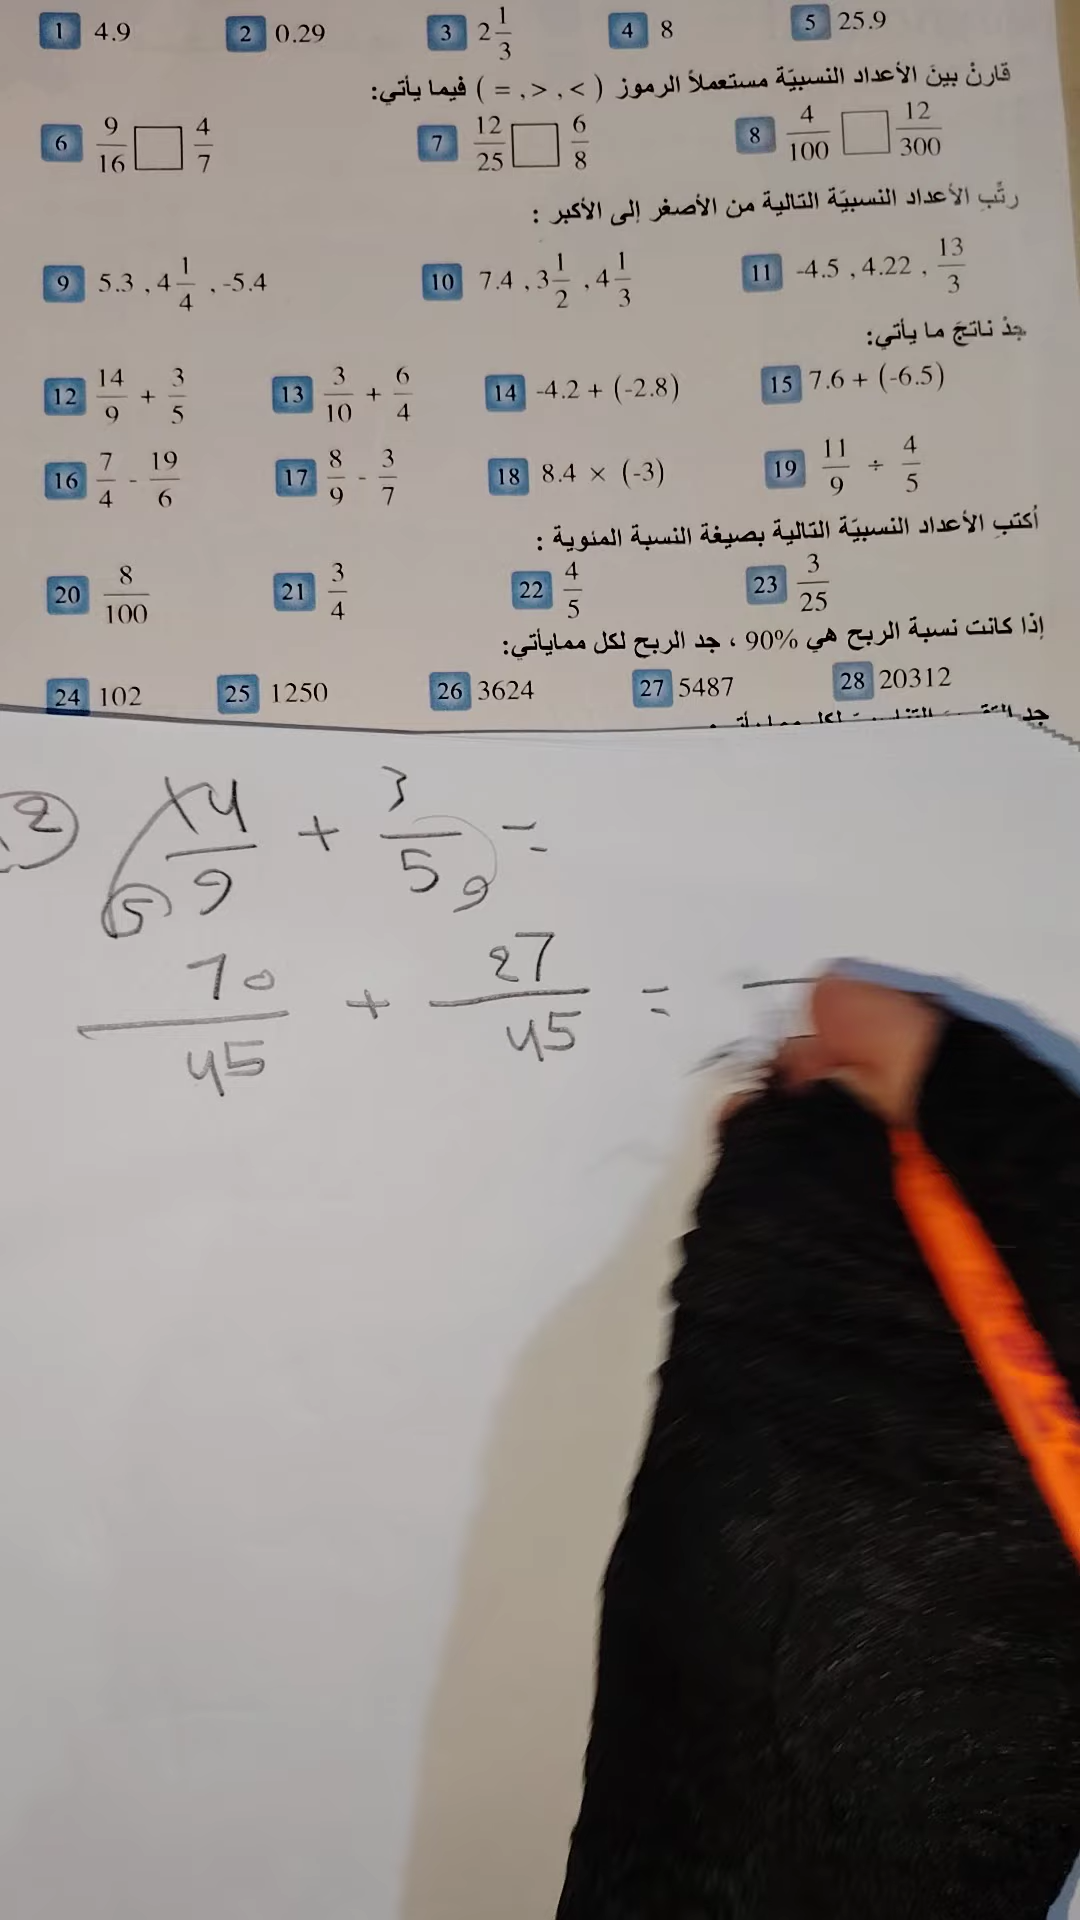 1 4.9 2 0.29 3 2 1/3 4 8 5 25.9
قارنْ بينَ الأعداد النسبيّة مستعملاً الرموز ( < , > , = ) فيما يأتي:
6 9/16 □ 4/7 7 12/25 □ 6/8 8 4/100 □ 12/300
رتِّبِ الأعداد النسبيّة التالية من الأصغر إلى الأكبر :
9 5.3 , 4 1/4 , -5.4 10 7.4 , 3 1/2 , 4 1/3 11 -4.5 , 4.22 , 13/3
جدْ ناتجَ ما يأتي:
12 14/9 + 3/5 13 3/10 + 6/4 14 -4.2 + (-2.8) 15 7.6 + (-6.5)
16 7/4 - 19/6 17 8/9 - 3/7 18 8.4 × (-3) 19 11/9 ÷ 4/5
أكتبِ الأعداد النسبيّة التالية بصيغة النسبة المئوية :
20 8/100 21 3/4 22 4/5 23 3/25
إذا كانت نسبة الربح هي 90% ، جد الربح لكل ممايأتي:
24 102 25 1250 26 3624 27 5487 28 20312
جد
5 14/9 + 3/5 9 =
70/45 + 27/45 =